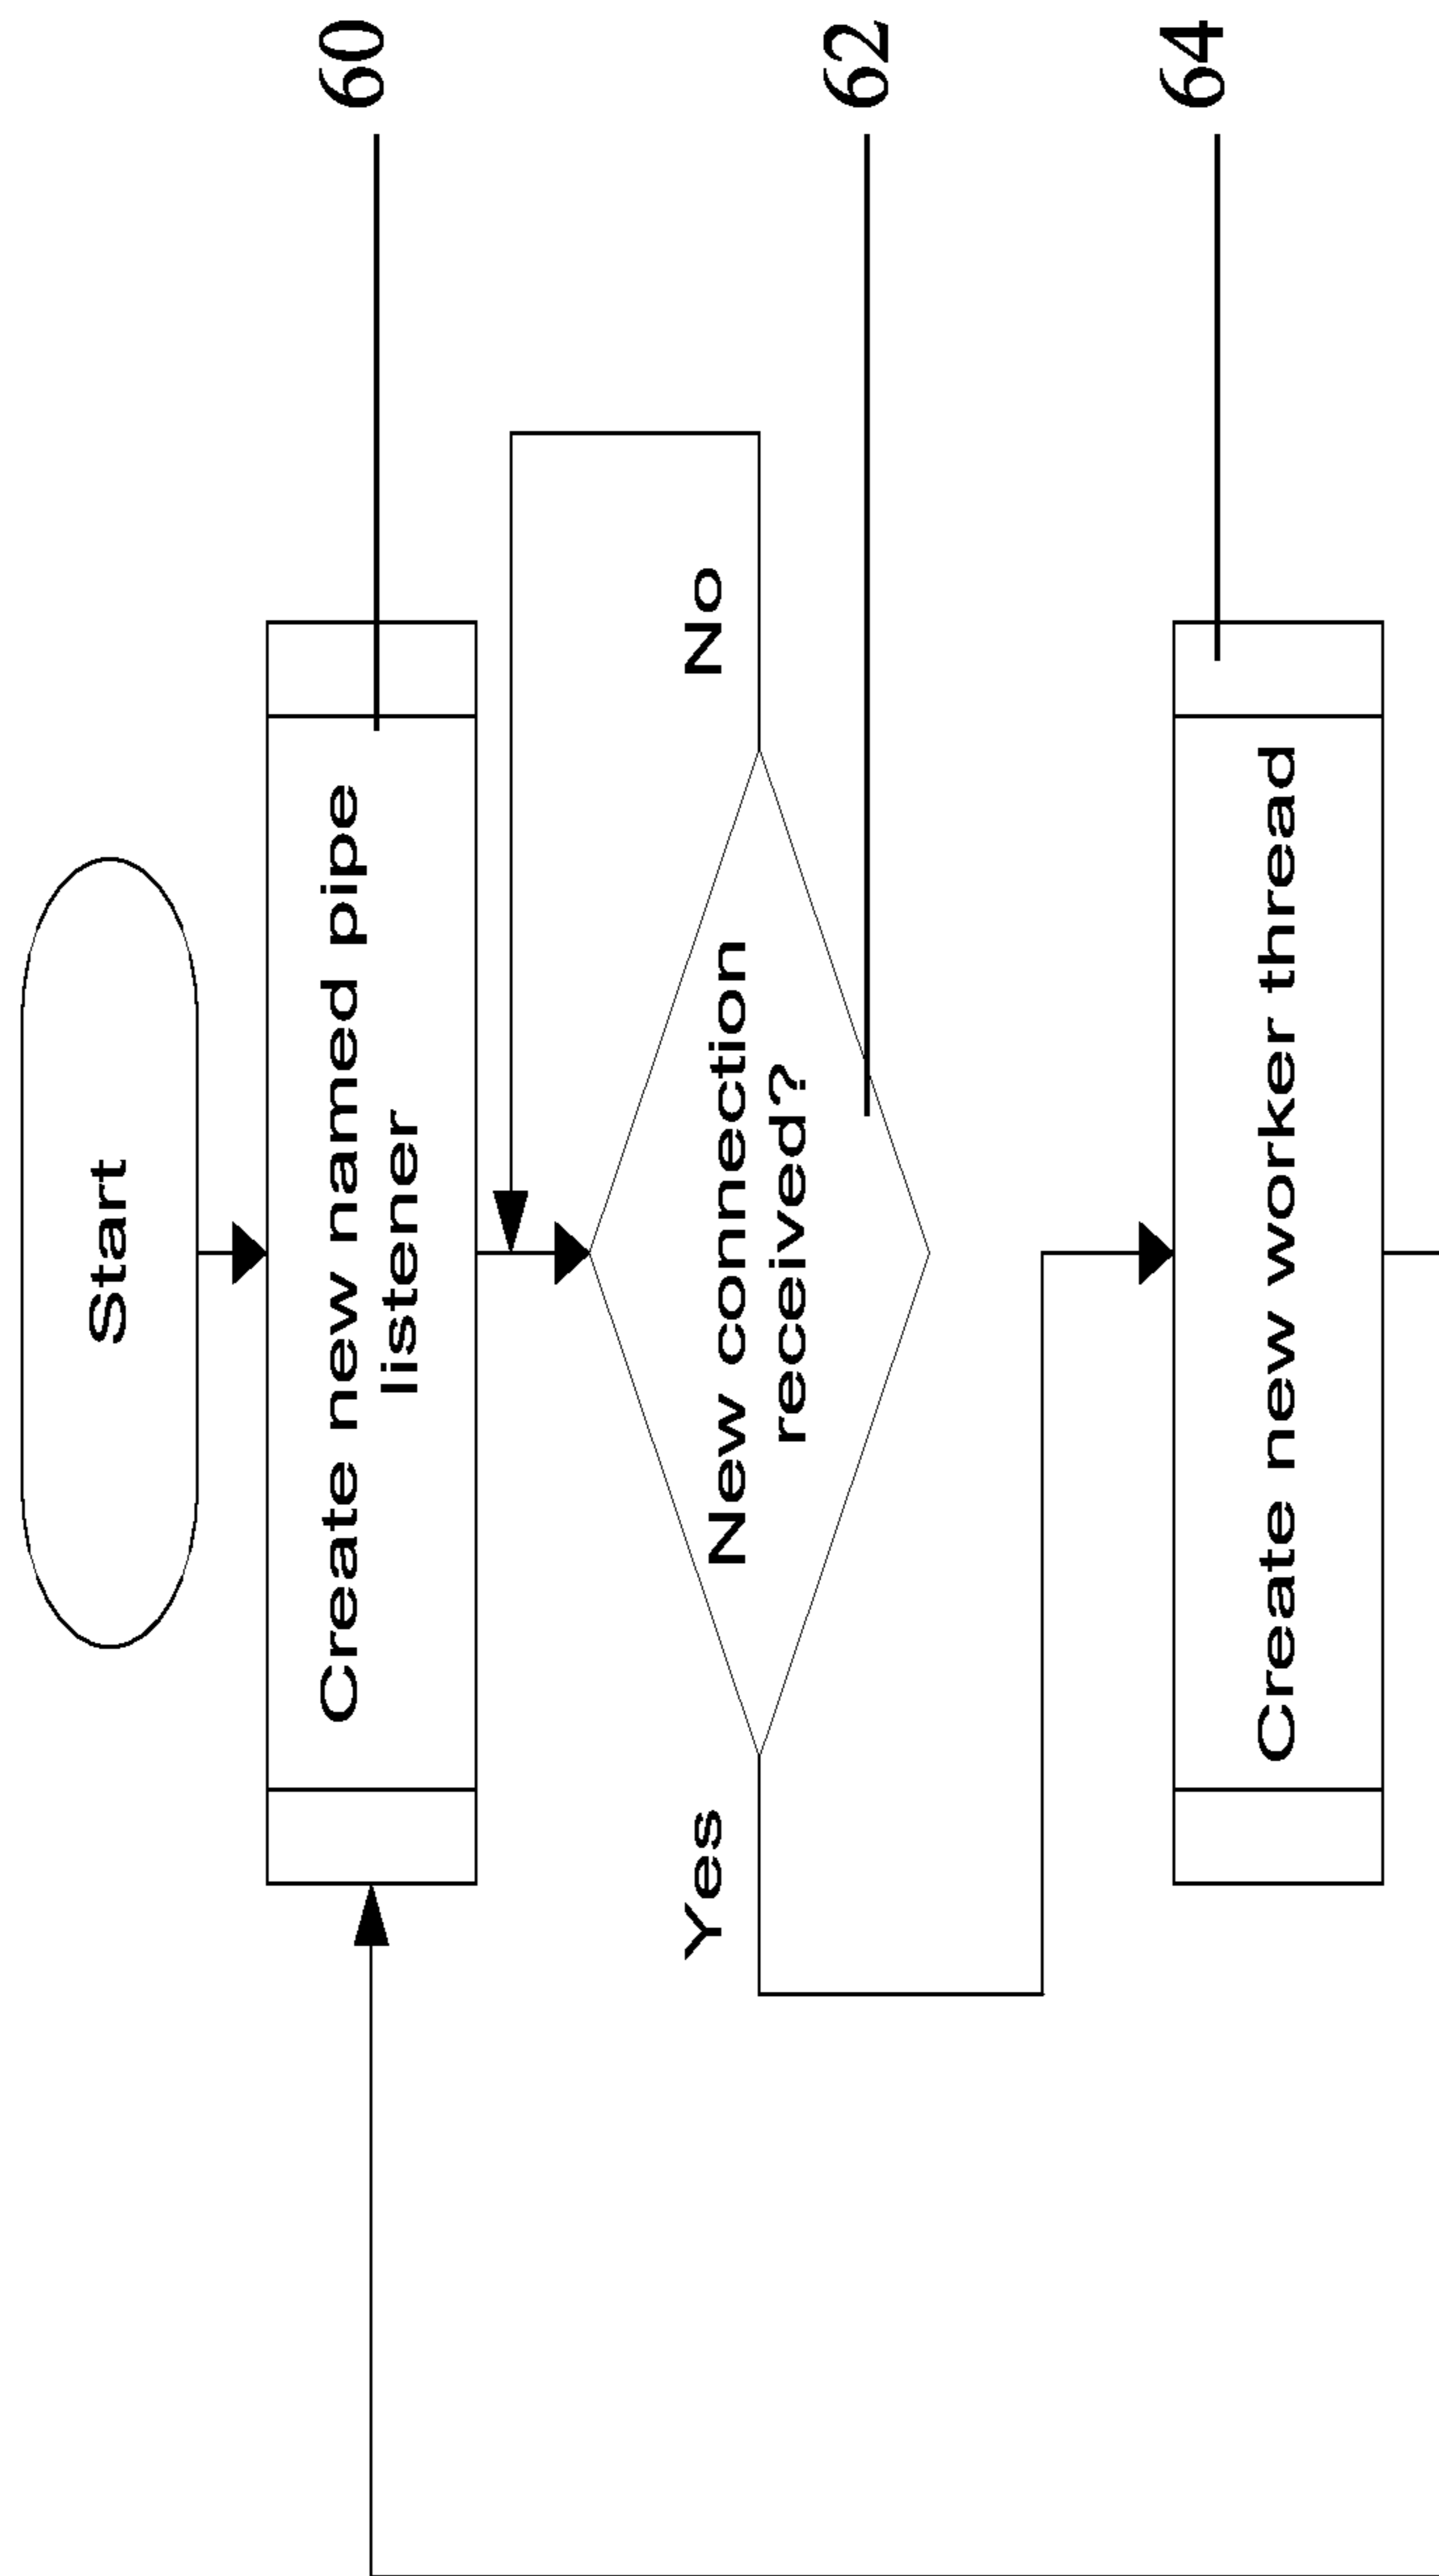 Start
Create new named pipe
listener
60
No
New connection
received?
62
Yes
Create new worker thread
64